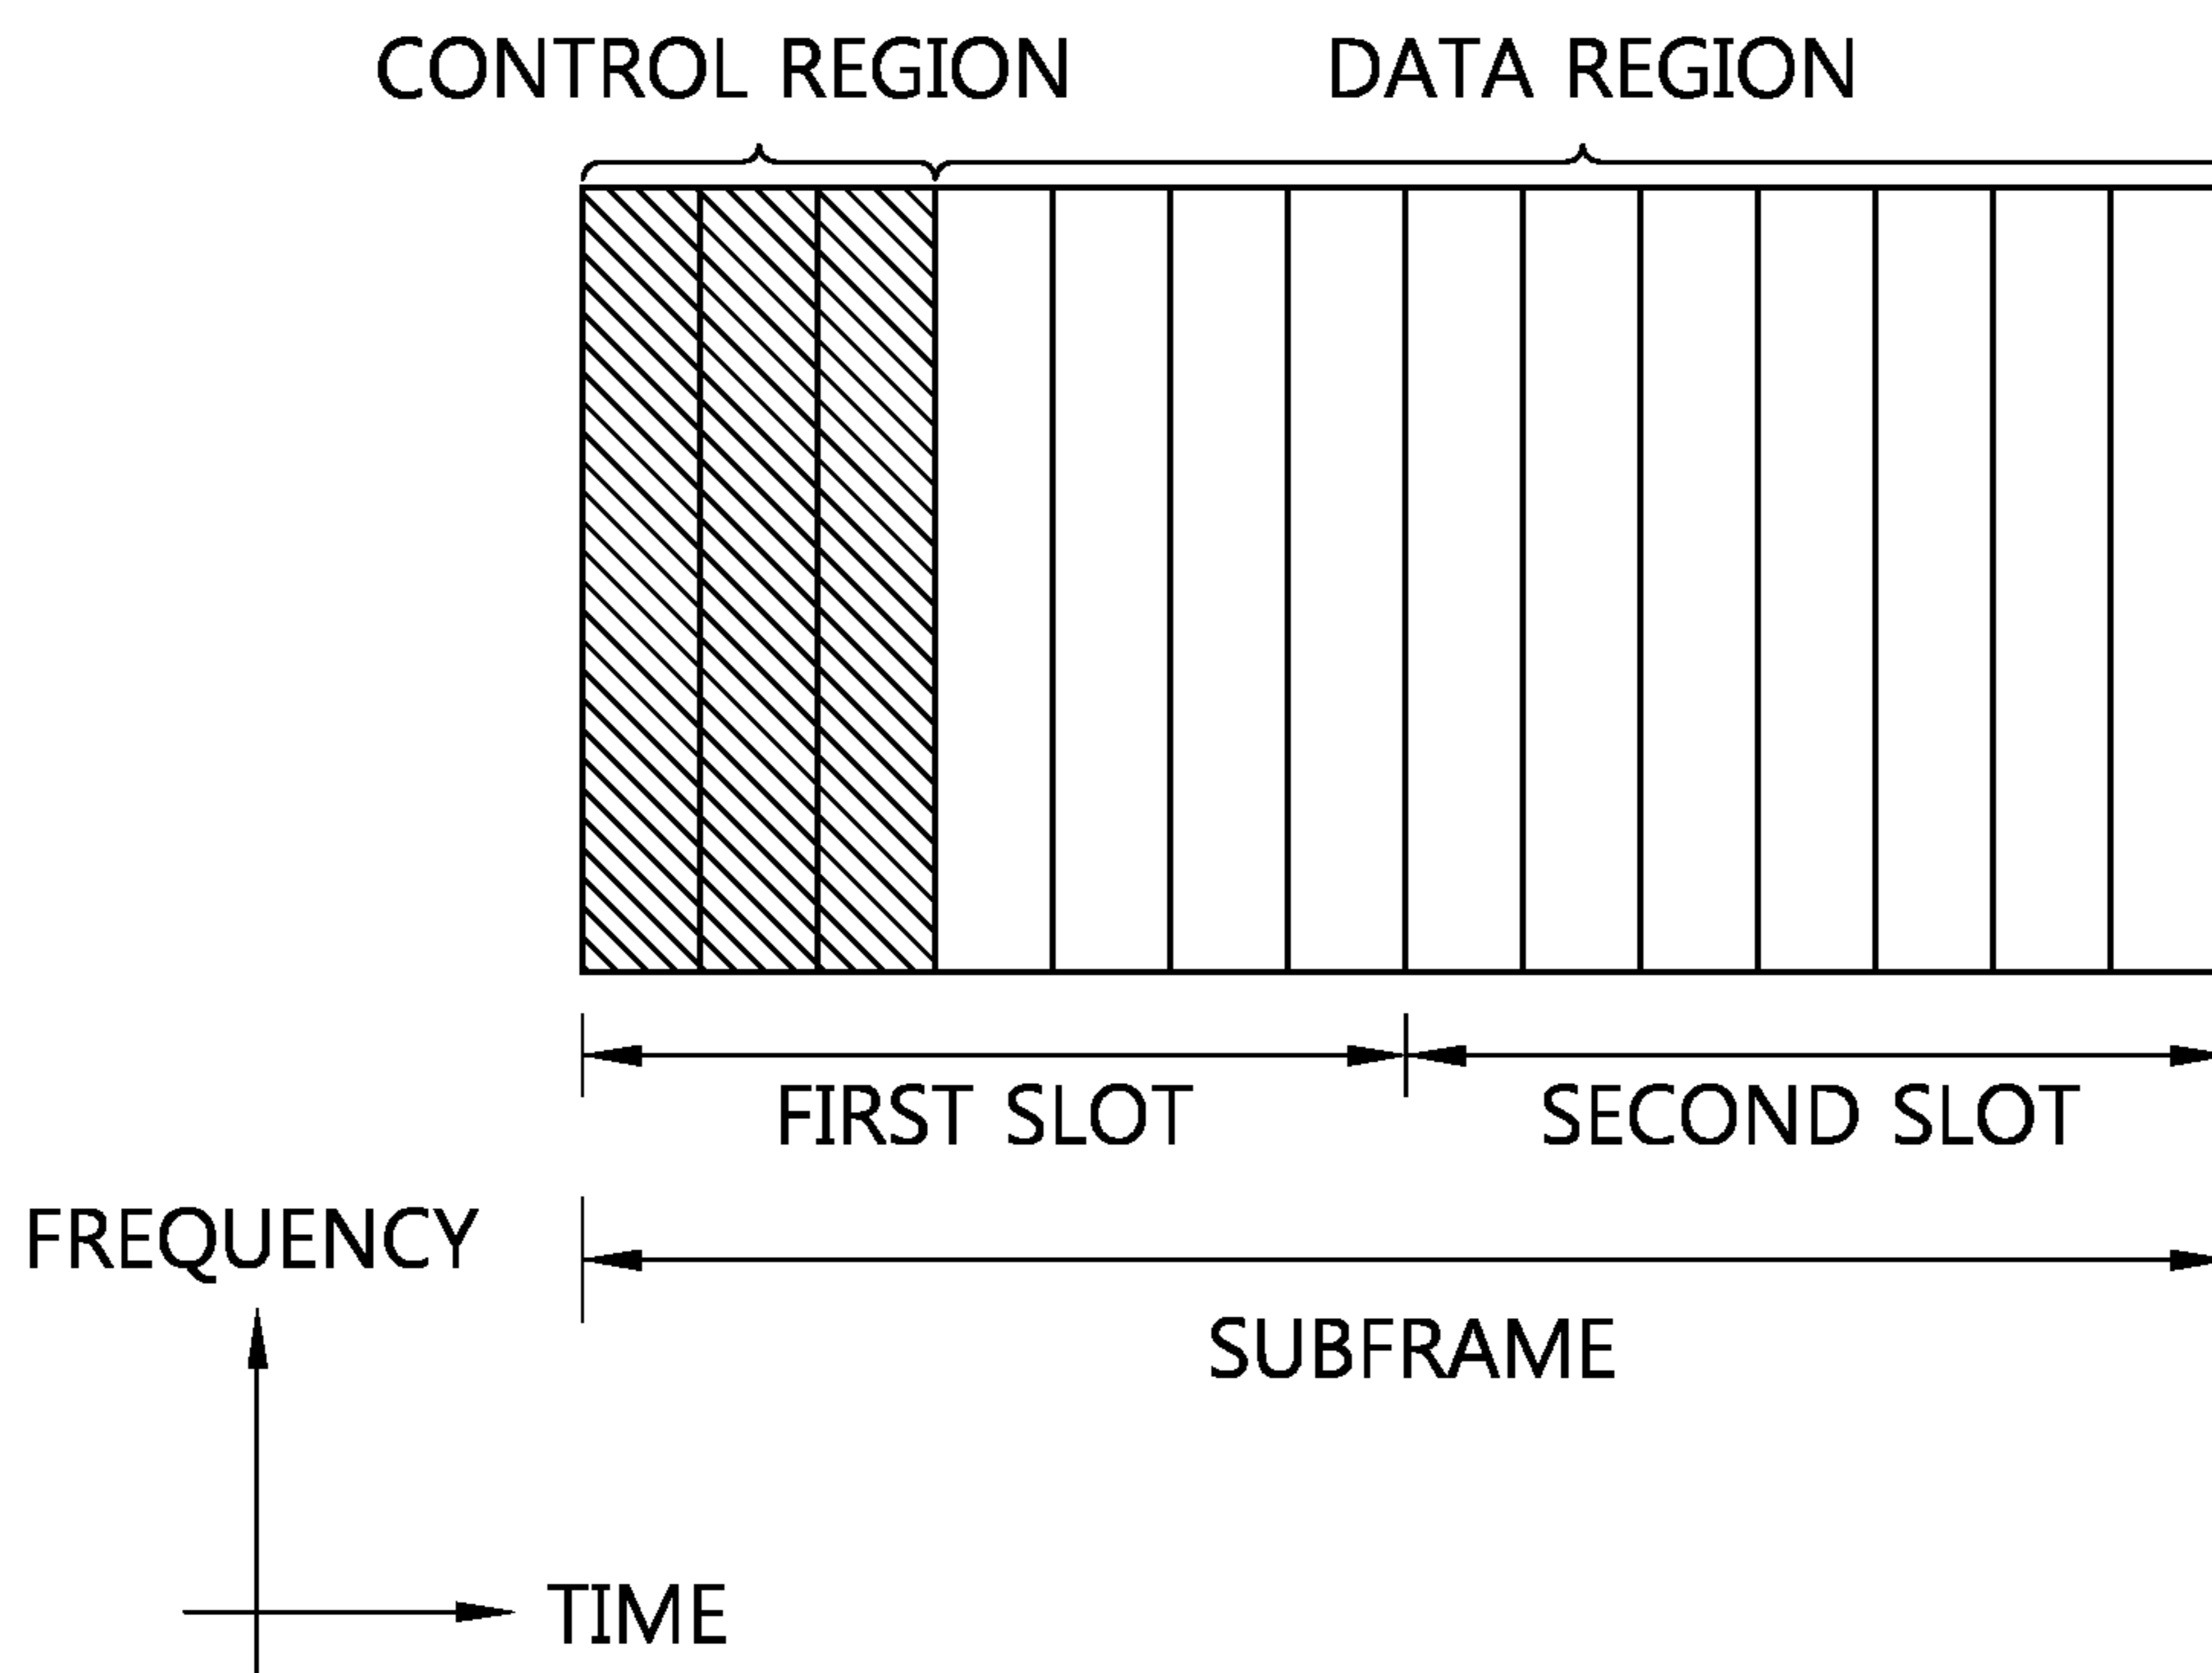 CONTROL REGION
DATA REGION
FIRST SLOT
SECOND SLOT
FREQUENCY
SUBFRAME
TIME